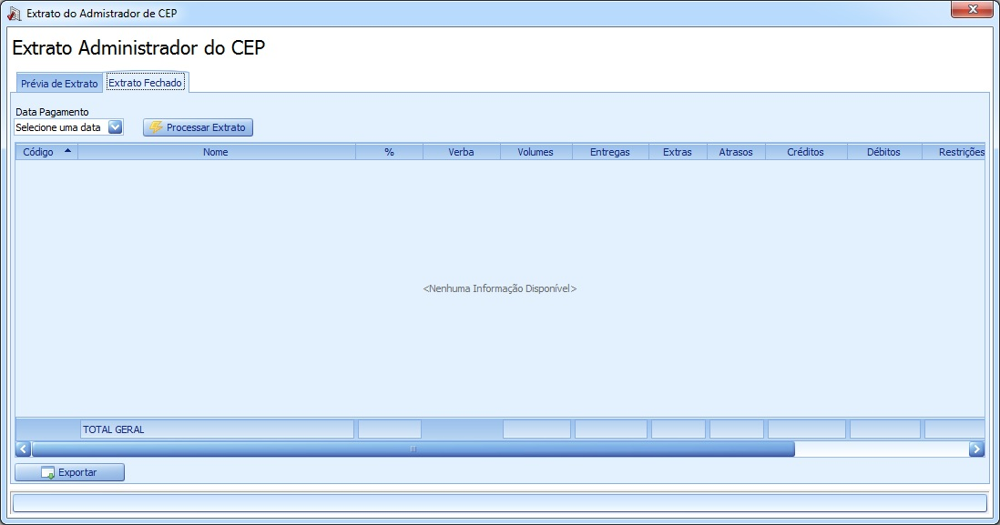 Extrato do Admistrador de CEP
Extrato Administrador do CEP
Prévia de Extrato Extrato Fechado
Data Pagamento
Selecione uma data Processar Extrato
Código Nome % Verba Volumes Entregas Extras Atrasos Créditos Débitos Restrições
<Nenhuma Informação Disponível>
TOTAL GERAL
Exportar